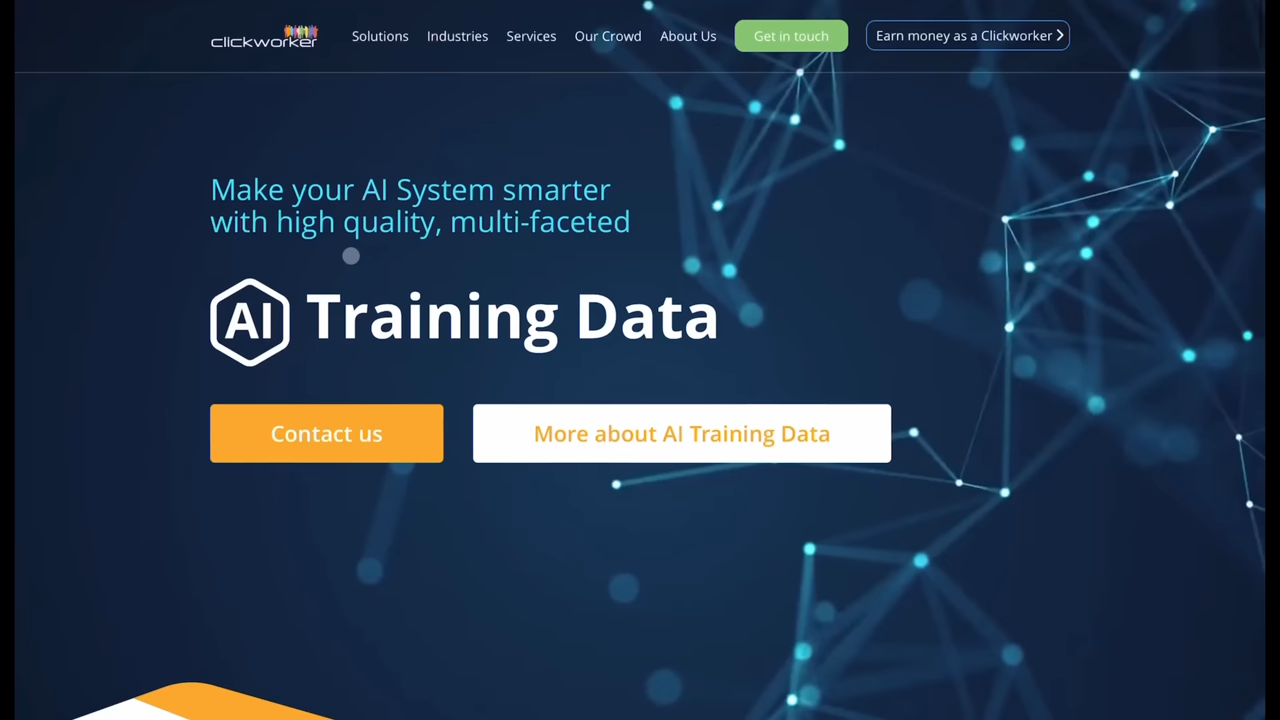 clickworker
Solutions
Industries
Services
Our Crowd
About Us
Get in touch
Earn money as a Clickworker
Make your AI System smarter
with high quality, multi-faceted
AI Training Data
Contact us
More about AI Training Data